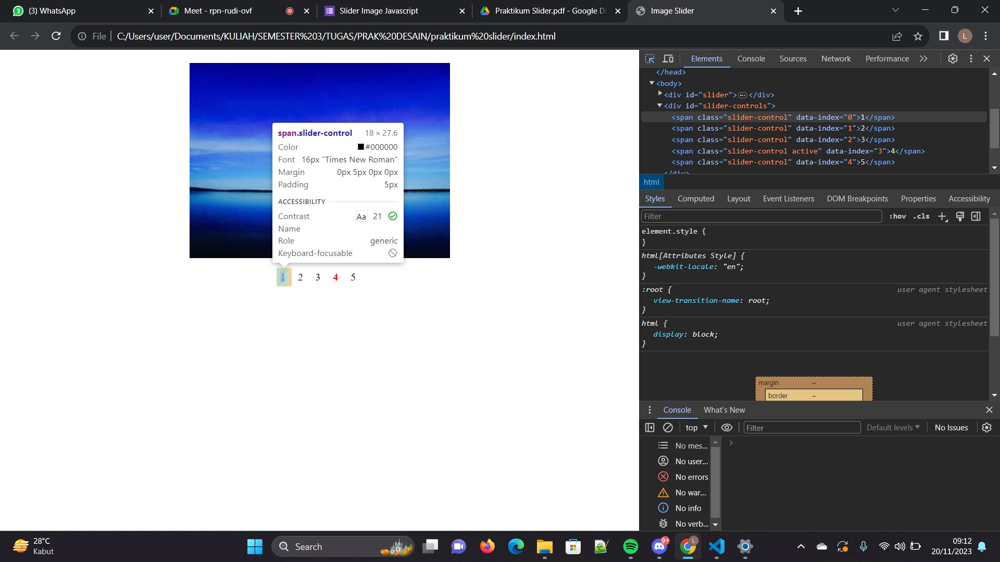 3 (3) WhatsApp
Meet - rpn-rudi-ovf
Slider Image Javascript
Praktikum Slider.pdf - Google Dr
Image Slider
File
C:/Users/user/Documents/KULIAH/SEMESTER%203/TUGAS/PRAK%20DESAIN/praktikum%20slider/index.html
L
span.slider-control 18 × 27.6
Color #000000
Font 16px "Times New Roman"
Margin 0px 5px 0px 0px
Padding 5px
ACCESSIBILITY
Contrast Aa 21
Name
Role generic
Keyboard-focusable
1 2 3 4 5
Elements Console Sources Network Performance
</head>
<body>
<div id="slider">…</div>
<div id="slider-controls">
<span class="slider-control" data-index="0">1</span>
<span class="slider-control" data-index="1">2</span>
<span class="slider-control" data-index="2">3</span>
<span class="slider-control active" data-index="3">4</span>
<span class="slider-control" data-index="4">5</span>
</div>
html
Styles Computed Layout Event Listeners DOM Breakpoints Properties Accessibility
Filter :hov .cls
element.style {
}
html[Attributes Style] {
-webkit-locale: "en";
}
:root { user agent stylesheet
view-transition-name: root;
}
html { user agent stylesheet
display: block;
}
margin –
border –
Console What's New
top Filter Default levels No Issues
No mes...
No user...
No errors
No war...
No info
No verb...
28°C
Kabut
Search
9+
L
09:12
20/11/2023